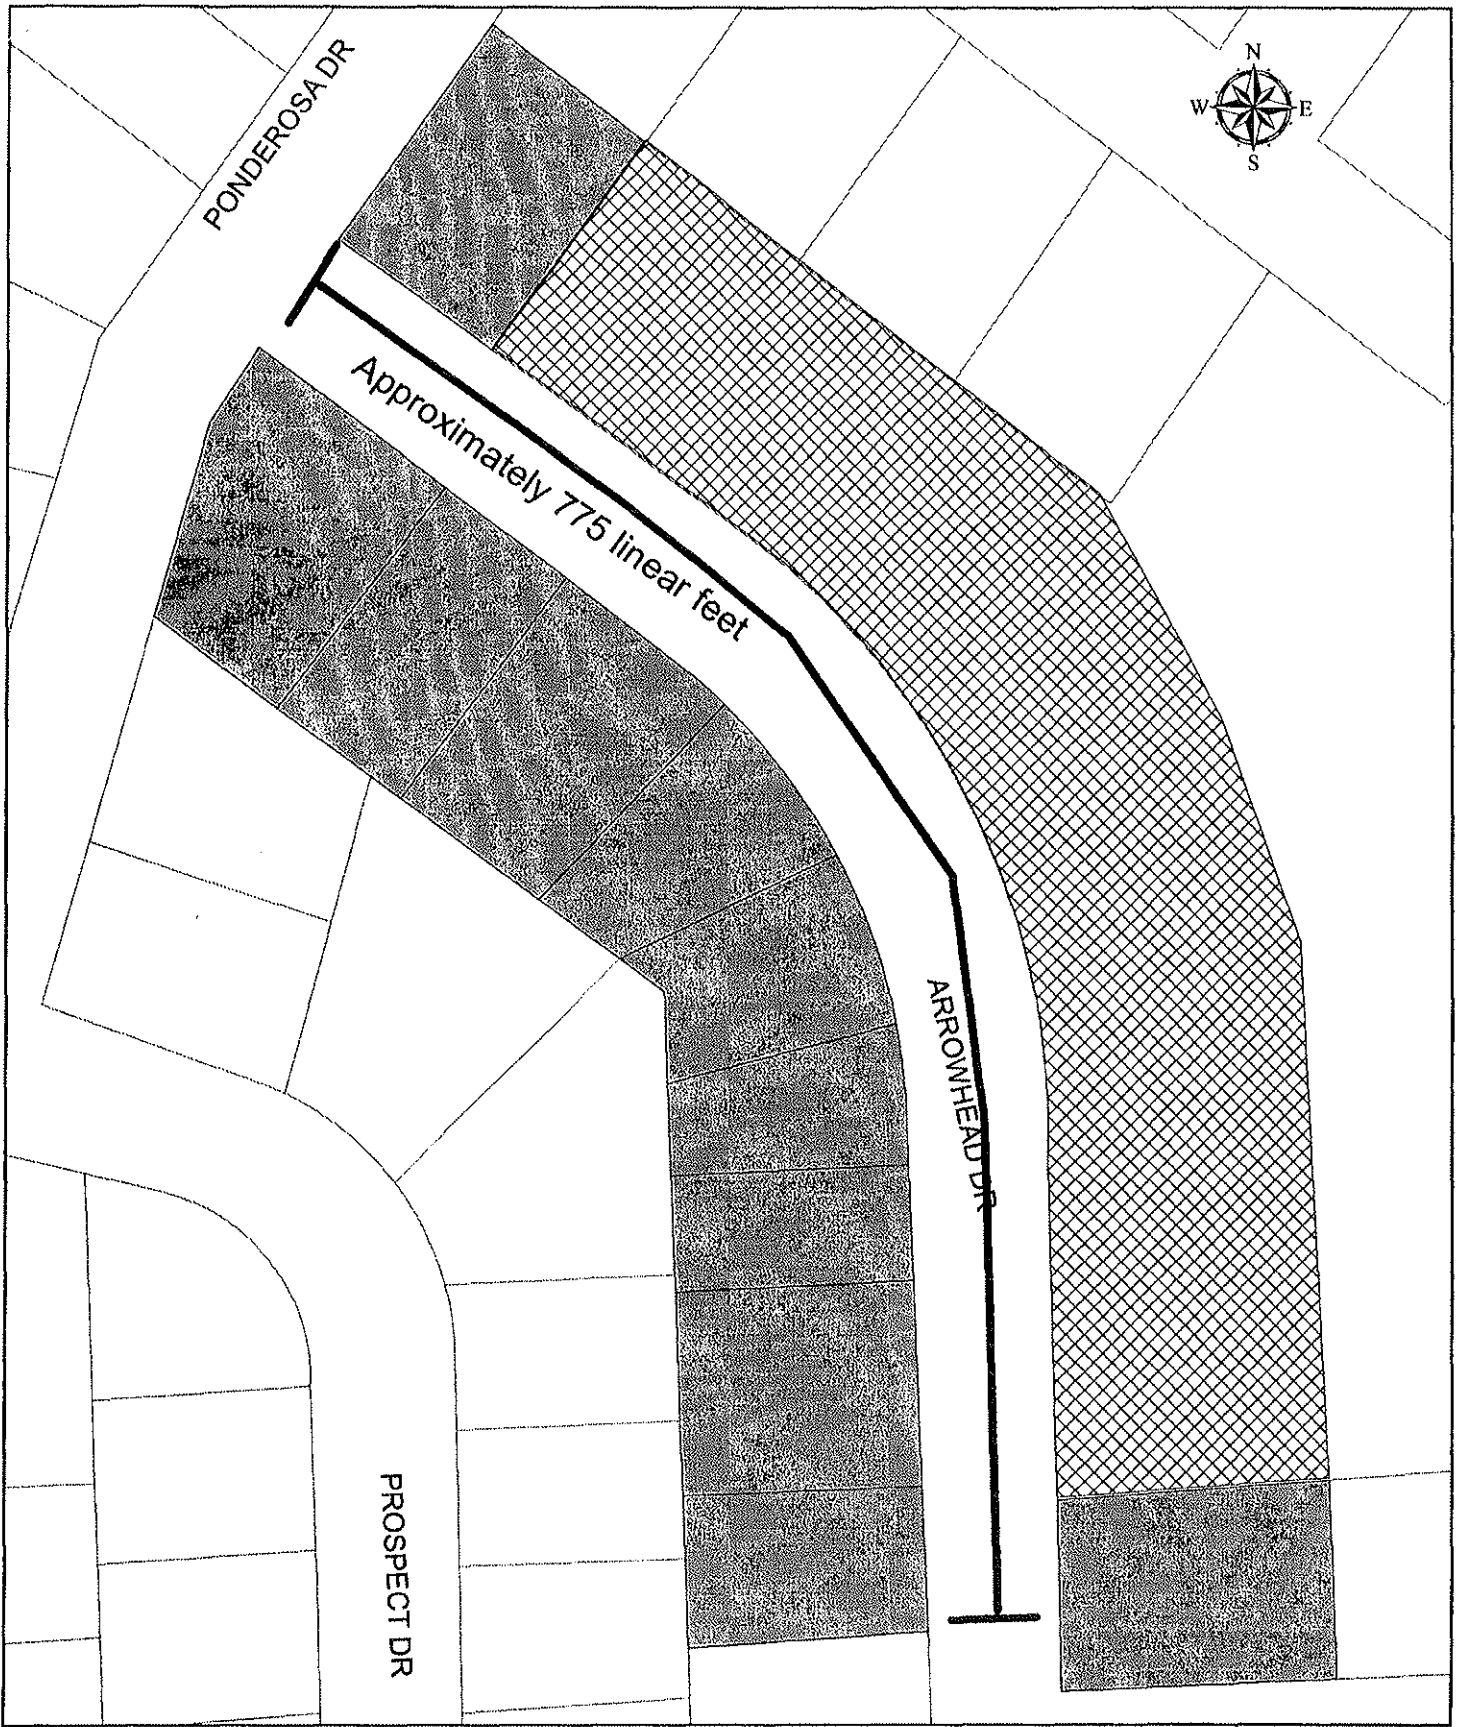 N
W E
S
PONDEROSA DR
Approximately 775 linear feet
ARROWHEAD DR
PROSPECT DR